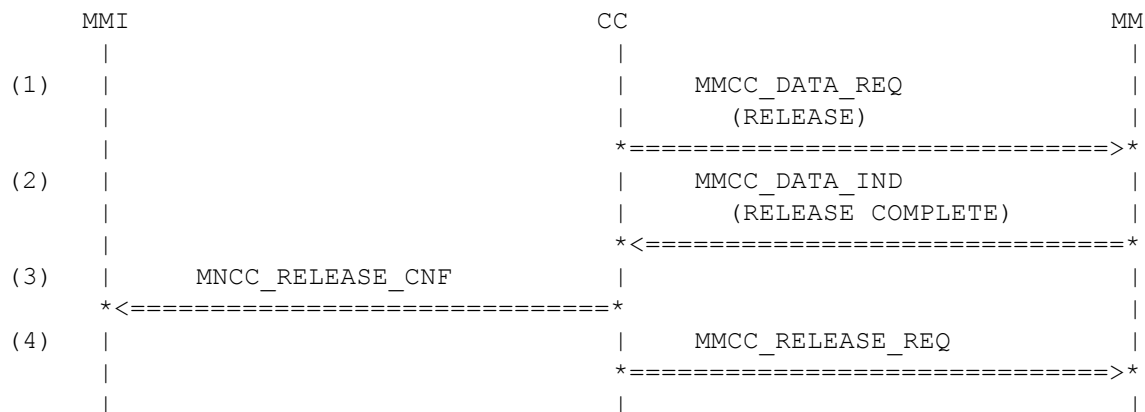 MMI CC MM
| | |
(1) | | MMCC_DATA_REQ |
| | (RELEASE) |
| *==============================>*
(2) | | MMCC_DATA_IND |
| | (RELEASE COMPLETE) |
| *<==============================*
(3) | MNCC_RELEASE_CNF | |
*<==============================* |
(4) | | MMCC_RELEASE_REQ |
| *==============================>*
| | |